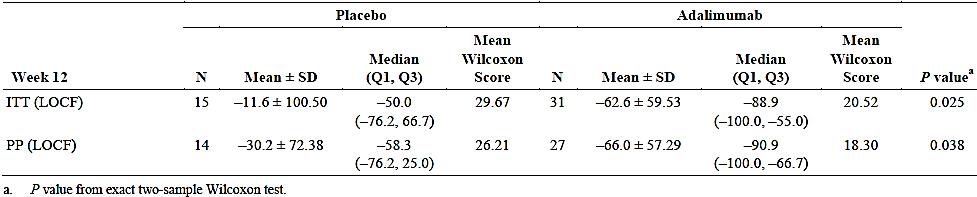 Placebo Adalimumab
Mean Mean
Median Wilcoxon Median Wilcoxon
Week 12 N Mean ± SD (Q1, Q3) Score N Mean ± SD (Q1, Q3) Score P valueᵃ
ITT (LOCF) 15 –11.6 ± 100.50 –50.0 29.67 31 –62.6 ± 59.53 –88.9 20.52 0.025
(–76.2, 66.7) (–100.0, –55.0)
PP (LOCF) 14 –30.2 ± 72.38 –58.3 26.21 27 –66.0 ± 57.29 –90.9 18.30 0.038
(–76.2, 25.0) (–100.0, –66.7)
a. P value from exact two-sample Wilcoxon test.